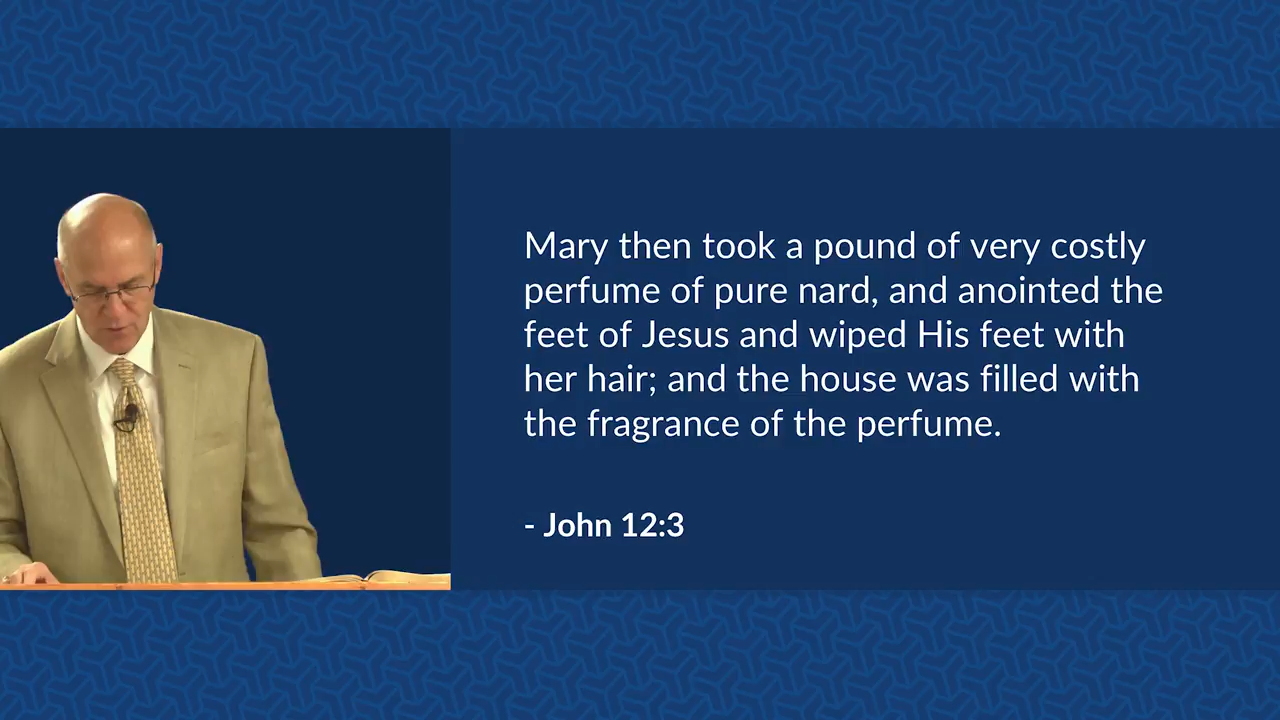 Mary then took a pound of very costly
perfume of pure nard, and anointed the
feet of Jesus and wiped His feet with
her hair; and the house was filled with
the fragrance of the perfume.
- John 12:3